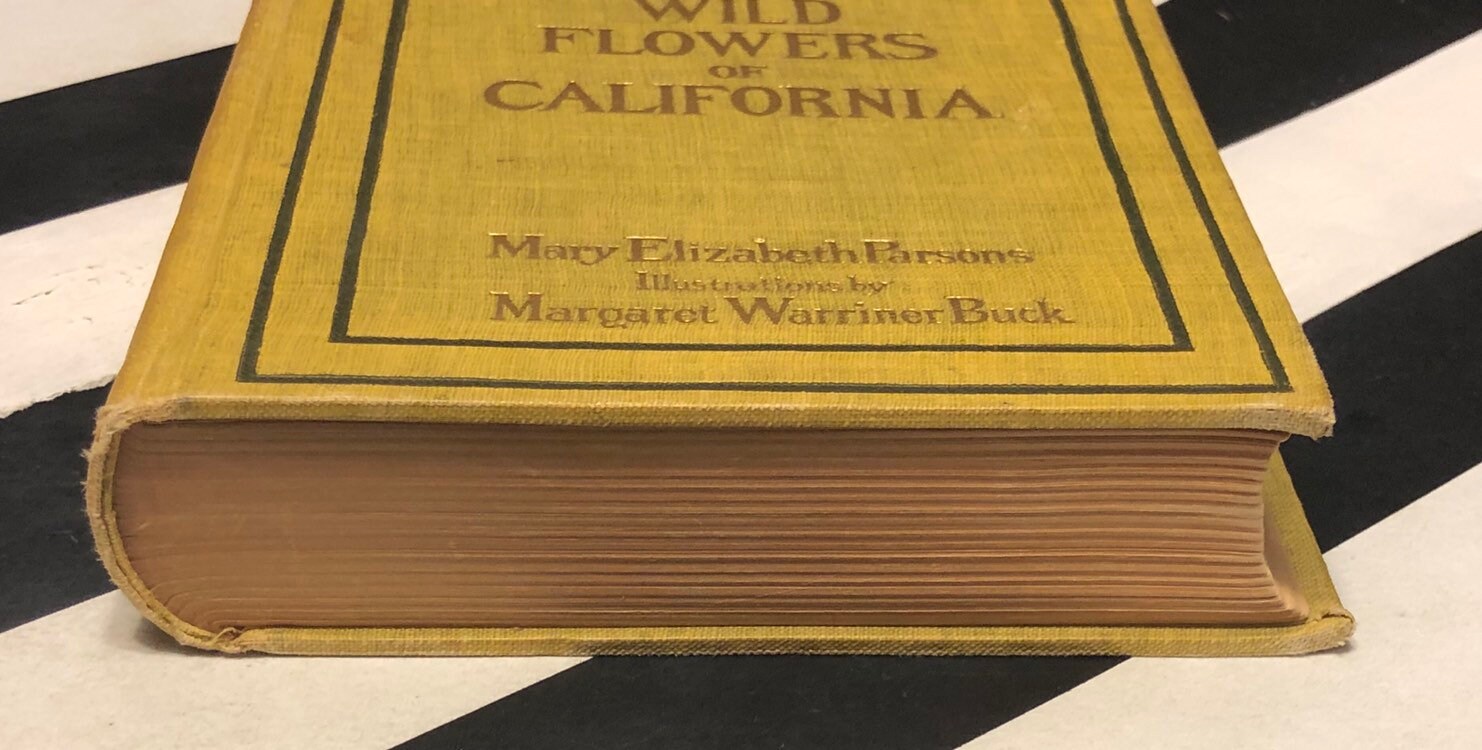 WILD
FLOWERS
OF
CALIFORNIA
Mary Elizabeth Parsons
Illustrations by
Margaret Warriner Buck